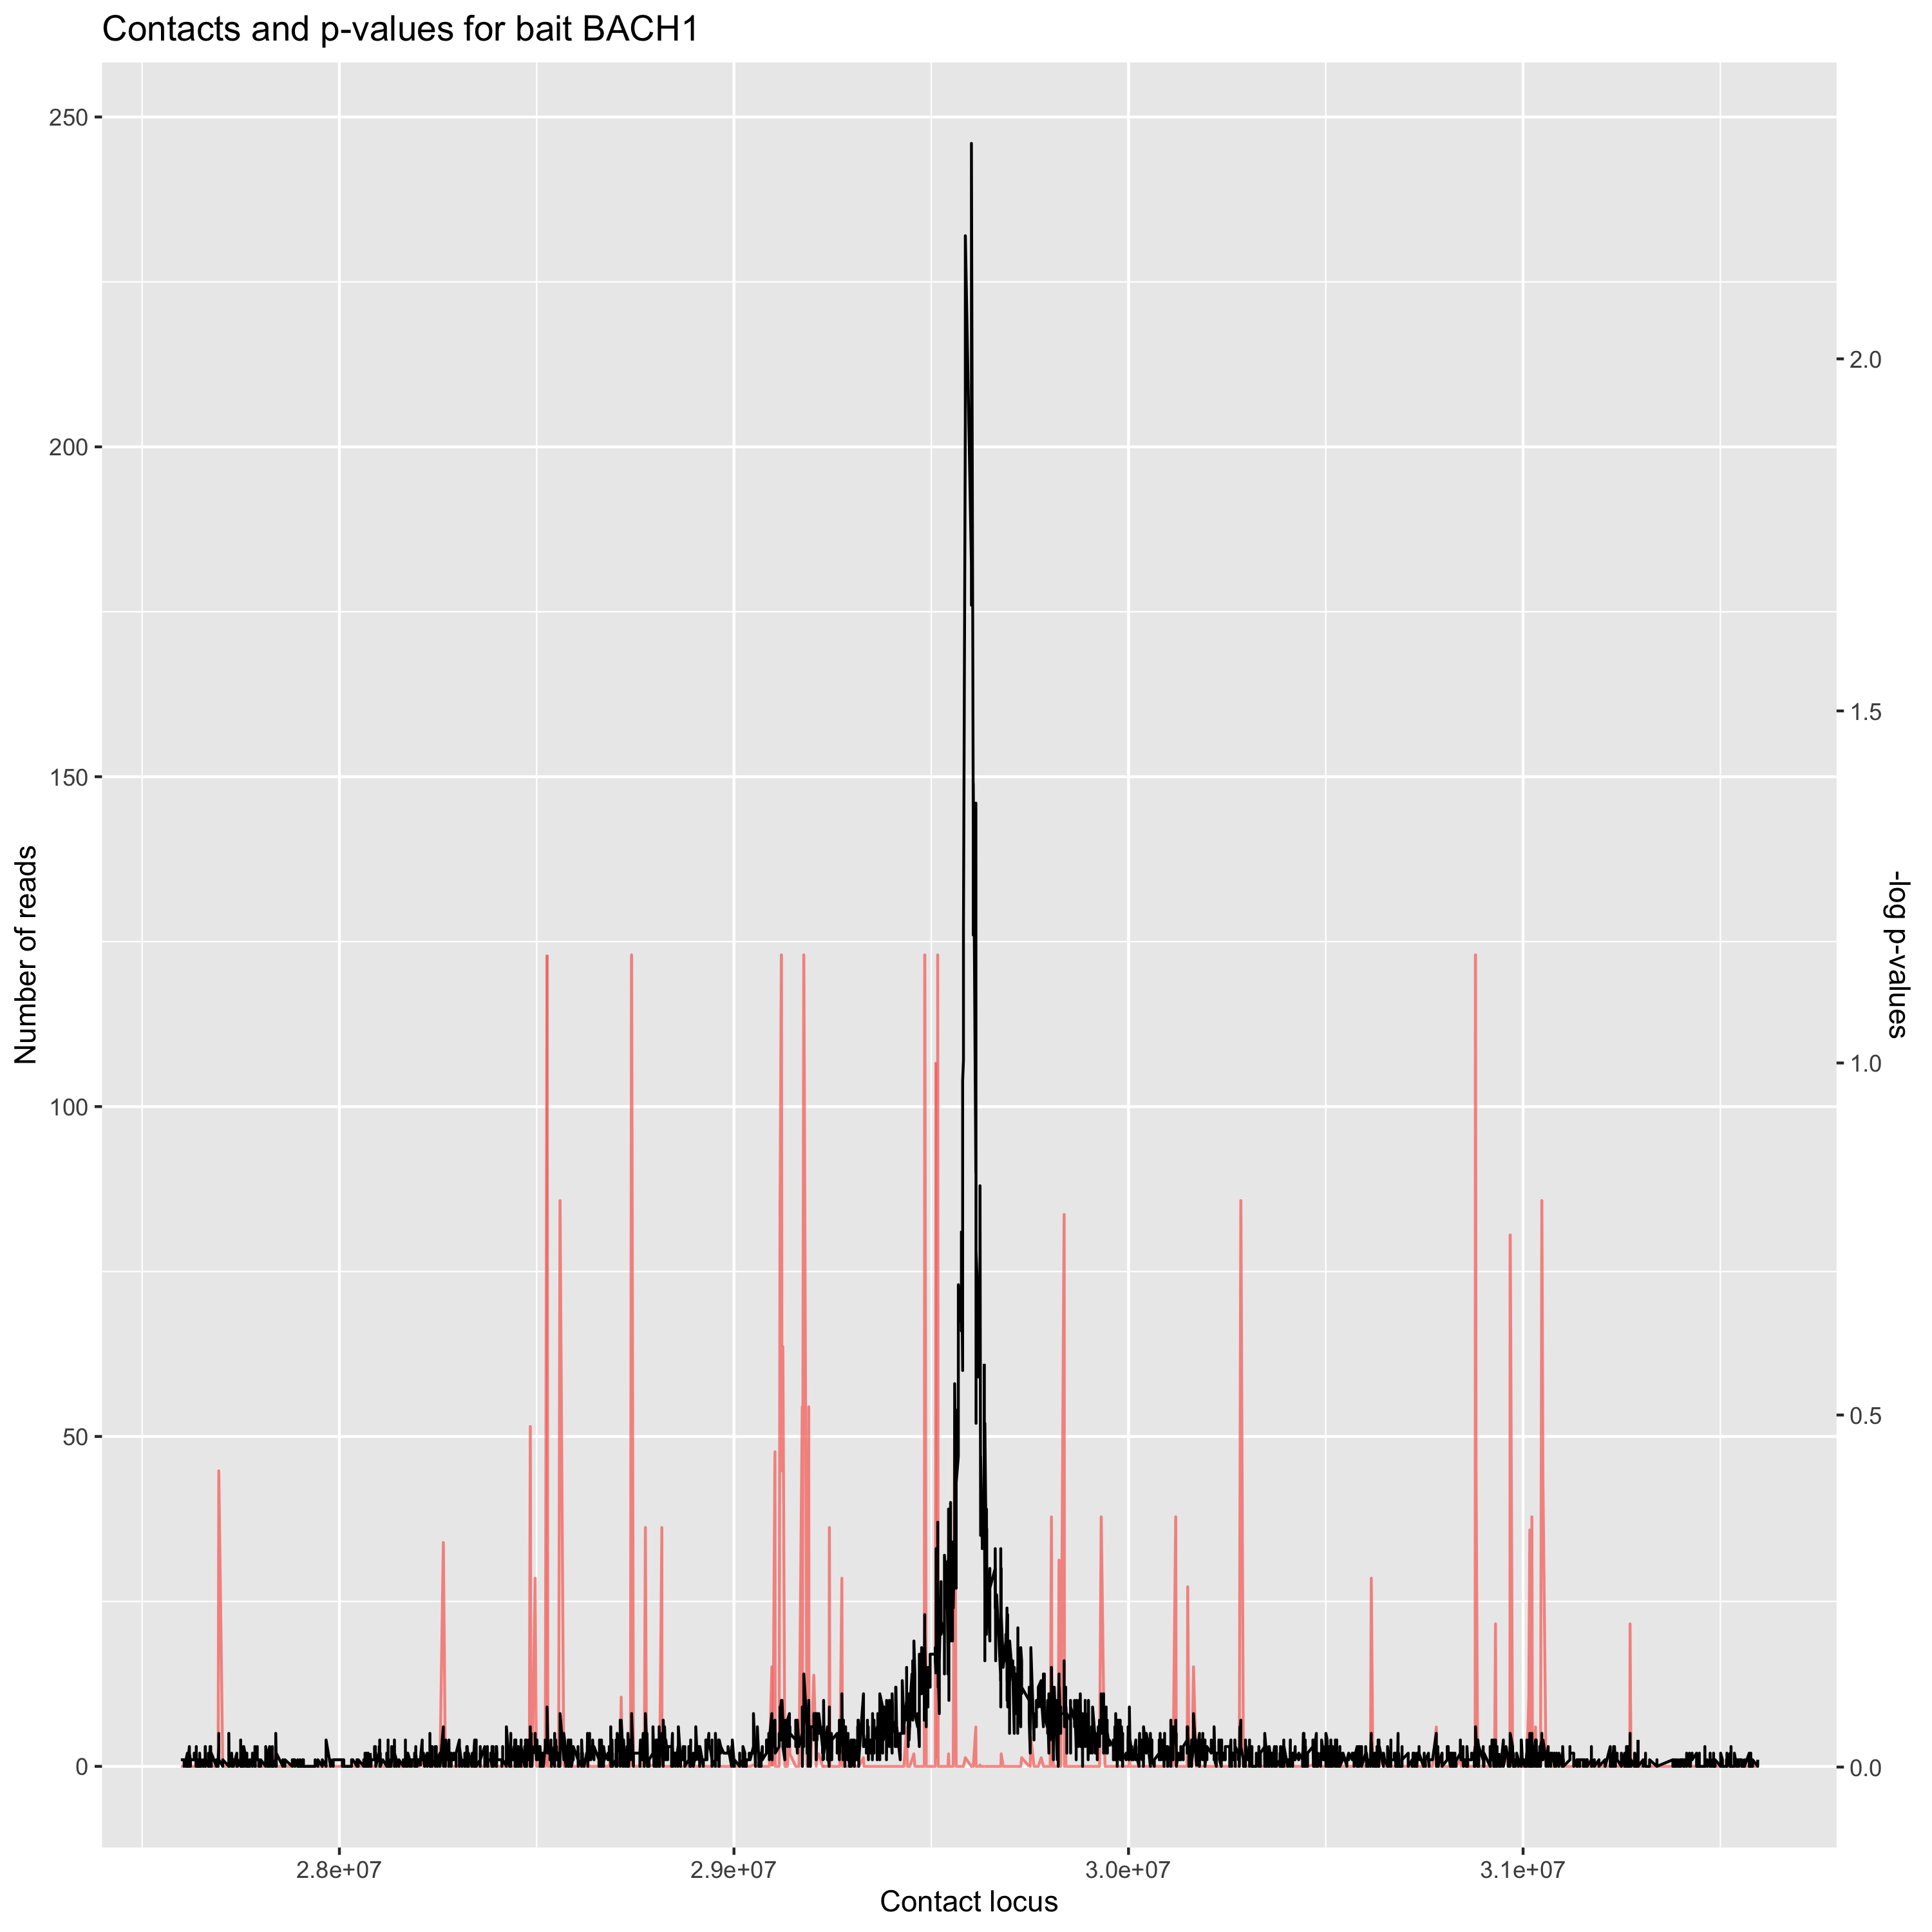 Contacts and p-values for bait BACH1
250
200
150
100
50
0
Number of reads
2.0
1.5
1.0
0.5
0.0
-log p-values
2.8e+07
2.9e+07
3.0e+07
3.1e+07
Contact locus